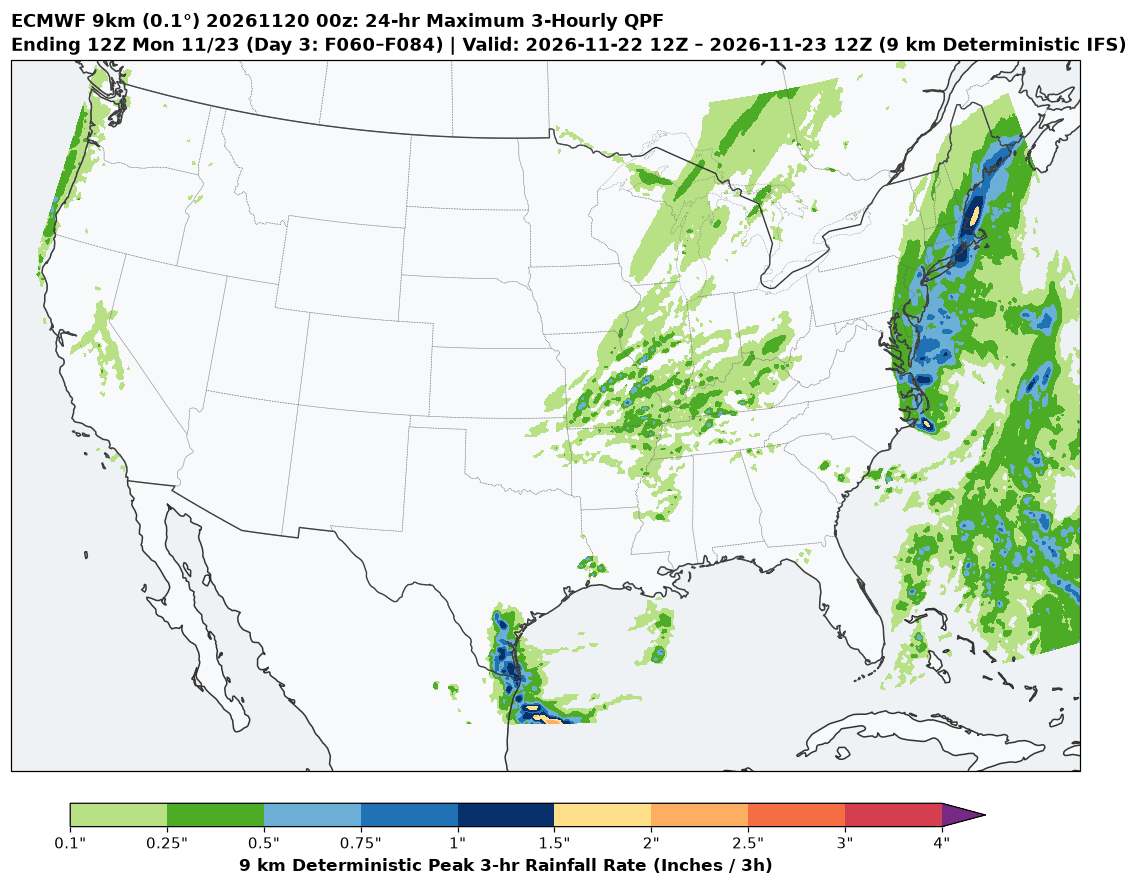 ECMWF 9km (0.1°) 20261120 00z: 24-hr Maximum 3-Hourly QPF
Ending 12Z Mon 11/23 (Day 3: F060–F084) | Valid: 2026-11-22 12Z – 2026-11-23 12Z (9 km Deterministic IFS)
0.1" 0.25" 0.5" 0.75" 1" 1.5" 2" 2.5" 3" 4"
9 km Deterministic Peak 3-hr Rainfall Rate (Inches / 3h)